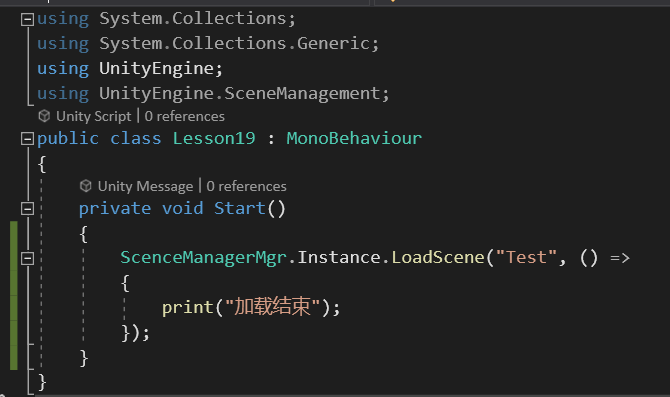 using System.Collections;
using System.Collections.Generic;
using UnityEngine;
using UnityEngine.SceneManagement;
Unity Script | 0 references
public class Lesson19 : MonoBehaviour
{
Unity Message | 0 references
private void Start()
{
ScenceManagerMgr.Instance.LoadScene("Test", () =>
{
print("加载结束");
});
}
}